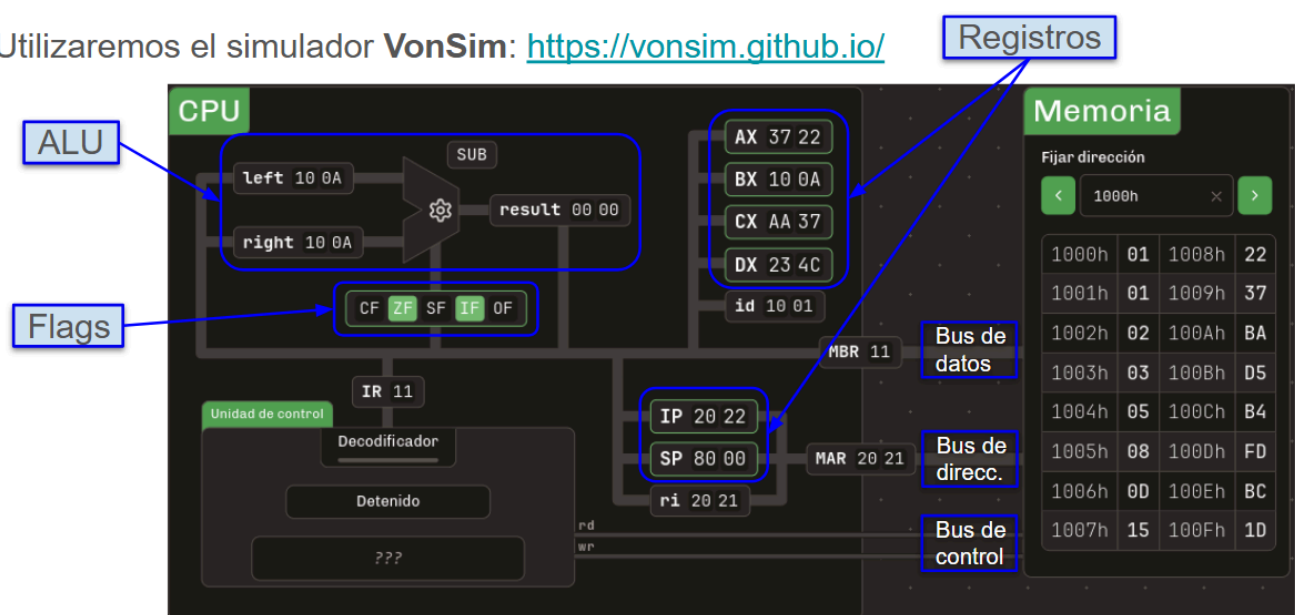 Utilizaremos el simulador VonSim: https://vonsim.github.io/
Registros
CPU
Memoria
ALU
SUB
left 10 0A
result 00 00
right 10 0A
AX 37 22
BX 10 0A
CX AA 37
DX 23 4C
id 10 01
Fijar dirección
< 1000h × >
1000h 01 1008h 22
1001h 01 1009h 37
1002h 02 100Ah BA
1003h 03 100Bh D5
1004h 05 100Ch B4
1005h 08 100Dh FD
1006h 0D 100Eh BC
1007h 15 100Fh 1D
CF ZF SF IF OF
Flags
MBR 11
Bus de
datos
IR 11
Unidad de control
Decodificador
Detenido
???
IP 20 22
SP 80 00
ri 20 21
MAR 20 21
Bus de
direcc.
rd
wr
Bus de
control